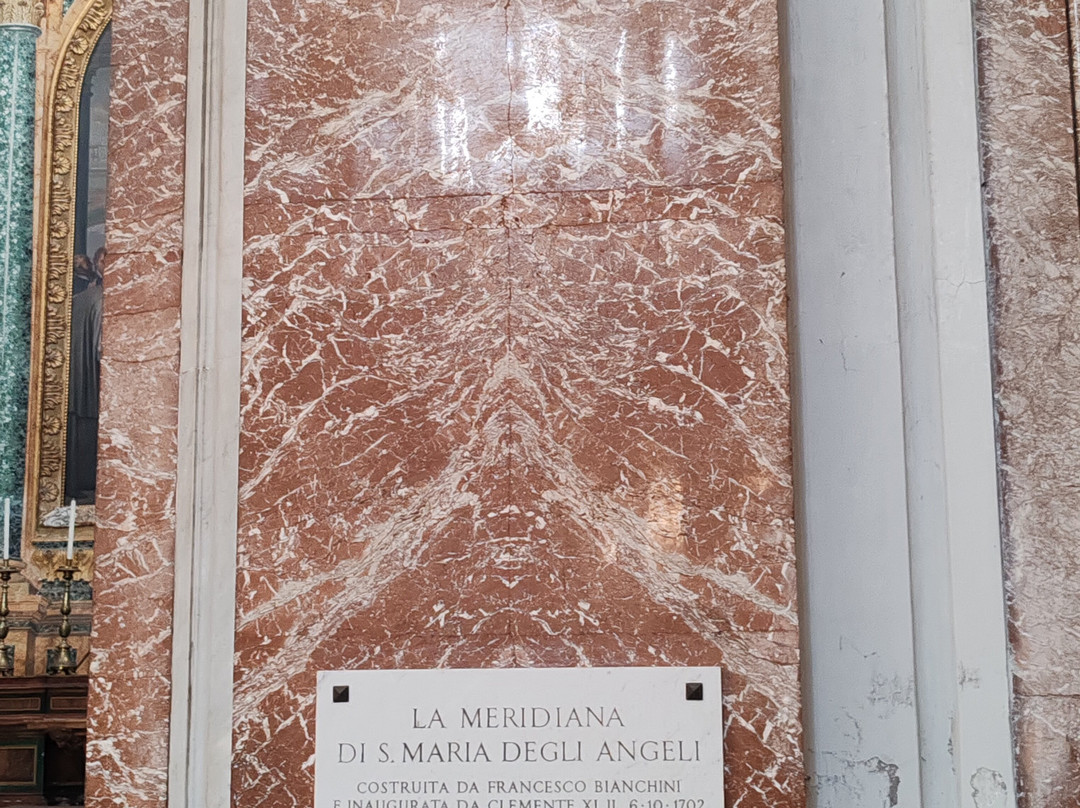 LA MERIDIANA
DI S. MARIA DEGLI ANGELI
COSTRUITA DA FRANCESCO BIANCHINI
E INAUGURATA DA CLEMENTE XI IL 6·10·1702